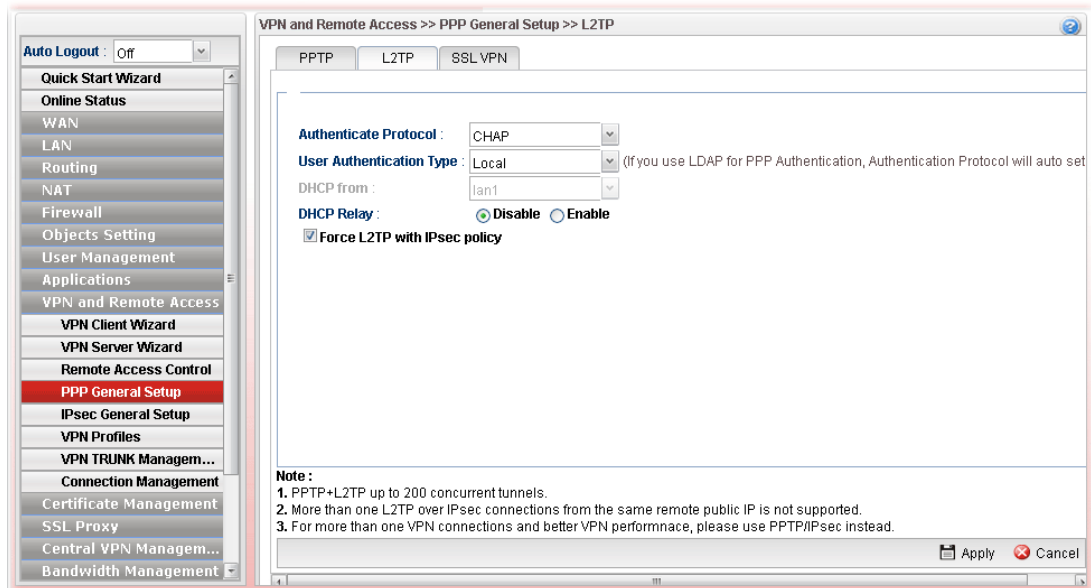 VPN and Remote Access >> PPP General Setup >> L2TP
Auto Logout : Off
Quick Start Wizard
Online Status
WAN
LAN
Routing
NAT
Firewall
Objects Setting
User Management
Applications
VPN and Remote Access
VPN Client Wizard
VPN Server Wizard
Remote Access Control
PPP General Setup
IPsec General Setup
VPN Profiles
VPN TRUNK Managem...
Connection Management
Certificate Management
SSL Proxy
Central VPN Managem...
Bandwidth Management
PPTP L2TP SSL VPN
Authenticate Protocol : CHAP
User Authentication Type : Local (If you use LDAP for PPP Authentication, Authentication Protocol will auto set
DHCP from : lan1
DHCP Relay : Disable Enable
Force L2TP with IPsec policy
Note :
1. PPTP+L2TP up to 200 concurrent tunnels.
2. More than one L2TP over IPsec connections from the same remote public IP is not supported.
3. For more than one VPN connections and better VPN performnace, please use PPTP/IPsec instead.
Apply Cancel